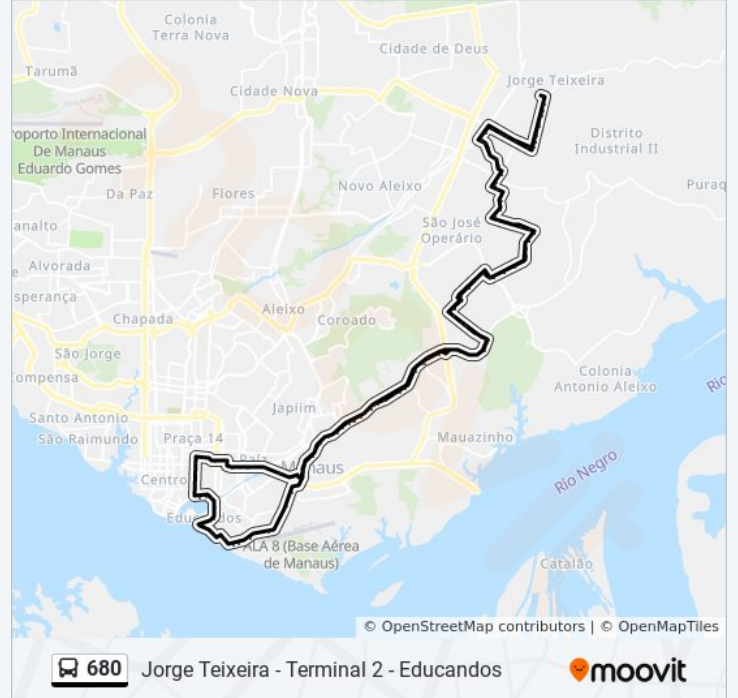 Colonia
Terra Nova
Cidade de Deus
Tarumã
Jorge Teixeira
Cidade Nova
roporto Internacional
De Manaus
Eduardo Gomes
Distrito
Industrial II
Da Paz
Flores
Novo Aleixo
Puraq
analto
São José
Operário
Alvorada
sperança
Aleixo
Chapada
Coroado
São Jorge
ompensa
Colonia
Antonio Aleixo
Rio
Japiim
Santo Antonio
São Raimundo
Praça 14
Mauazinho
Raiz
Manaus
Centro
Rio Negro
Educandos
ALA 8 (Base Aérea
de Manaus)
Catalão
© OpenStreetMap contributors | © OpenMapTiles
680 Jorge Teixeira - Terminal 2 - Educandos
moovit